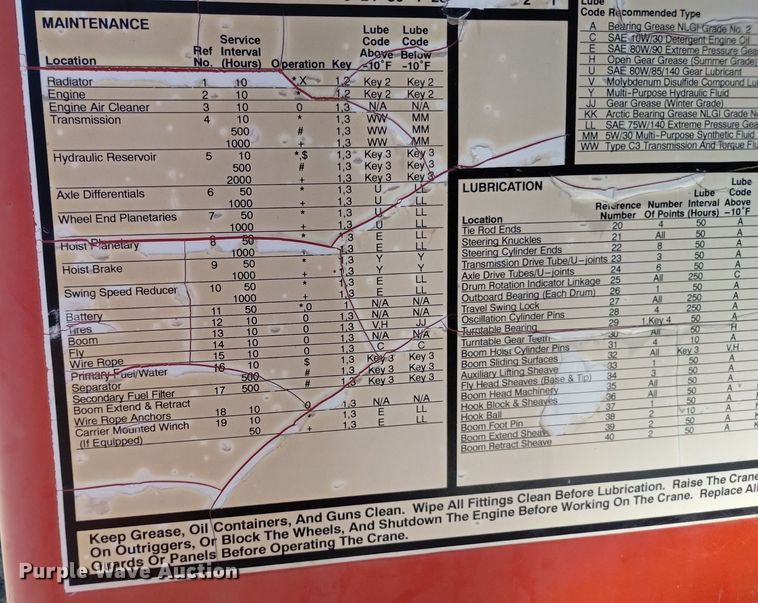 MAINTENANCE
Location Ref No. Service Interval (Hours) Operation Key Lube Code Above -10°F Lube Code Below -10°F
Radiator 1 10 *X 1,2 Key 2 Key 2
Engine 2 10 * 1,2 Key 2 Key 2
Engine Air Cleaner 3 10 0 1,3 N/A N/A
Transmission 4 10 * 1,3 WW MM
500 # 1,3 WW MM
1000 + 1,3 WW MM
Hydraulic Reservoir 5 10 *,$ 1,3 Key 3 Key 3
500 # 1,3 Key 3 Key 3
2000 + 1,3 Key 3 Key 3
Axle Differentials 6 50 * 1,3 U LL
1000 + 1,3 U LL
Wheel End Planetaries 7 50 * 1,3 U LL
1000 + 1,3 U LL
Hoist Planetary 8 50 * 1,3 E LL
1000 + 1,3 E LL
Hoist Brake 9 50 * 1,3 Y Y
1000 + 1,3 Y Y
Swing Speed Reducer 10 50 * 1,3 E LL
1000 + 1,3 E LL
Battery 11 50 *,0 1 N/A N/A
Tires 12 10 0 1,3 N/A N/A
Boom 13 10 0 1,3 V,H JJ
Fly 14 10 0 1,3 N/A N/A
Wire Rope 15 10 0 1,3 C C
Primary Fuel/Water 16 10 $ 1,3 Key 3 Key 3
Separator 500 # 1,3 Key 3 Key 3
Secondary Fuel Filter 17 500 # 1,3 Key 3 Key 3
Boom Extend & Retract
Wire Rope Anchors 18 10 0 1,3 N/A N/A
Carrier Mounted Winch 19 10 * 1,3 E LL
(If Equipped) 50 + 1,3 E LL
Lube
Code Recommended Type
A Bearing Grease NLGI Grade No. 2
C SAE 10W/30 Detergent Engine Oil
E SAE 80W/90 Extreme Pressure Gea
H Open Gear Grease (Summer Grade)
U SAE 80W/85/140 Gear Lubricant
V Molybdenum Disulfide Compound Lu
Y Multi-Purpose Hydraulic Fluid
JJ Gear Grease (Winter Grade)
KK Arctic Bearing Grease NLGI
LL SAE 75W/140 Extreme Pressure Gea
MM 5W/30 Multi-Purpose Synthetic Fluid
WW Type C3 Transmission And Torque Flu
LUBRICATION
Location Reference Number Number Of Points Lube Interval (Hours) Lube Code Above -10°F
Tie Rod Ends 20 4 50 A
Steering Knuckles 21 All 50 A
Steering Cylinder Ends 22 8 50 A
Transmission Drive Tube/U-joints 23 3 50 A
Axle Drive Tubes/U-joints 24 6 50 A
Drum Rotation Indicator Linkage 25 All 250 C
Outboard Bearing (Each Drum) 26 1 50 A
Travel Swing Lock 27 All 250 A
Oscillation Cylinder Pins 28 4 250 A
Turntable Bearing 29 1,Key 4 50 A
Turntable Gear Teeth 30 All 50 H
Boom Hoist Cylinder Pins 31 4 10 A
Boom Sliding Surfaces 32 All Key 3 V,H
Auxiliary Lifting Sheave 33 1 50 A
Fly Head Sheaves (Base & Tip) 34 3 50 A
Boom Head Machinery 35 All 50 A
Hook Block & Sheaves 36 All 50 A
Hook Ball 37 1 50 A
Boom Foot Pin 38 2 10 A
Boom Extend Sheave 39 2 50 A
Boom Retract Sheave 40 2 50 A
Keep Grease, Oil Containers, And Guns Clean. Wipe All Fittings Clean Before Lubrication. Raise The Crane
On Outriggers, Or Block The Wheels, And Shutdown The Engine Before Working On The Crane. Replace All
Guards Or Panels Before Operating The Crane.
Purple Wave Auction